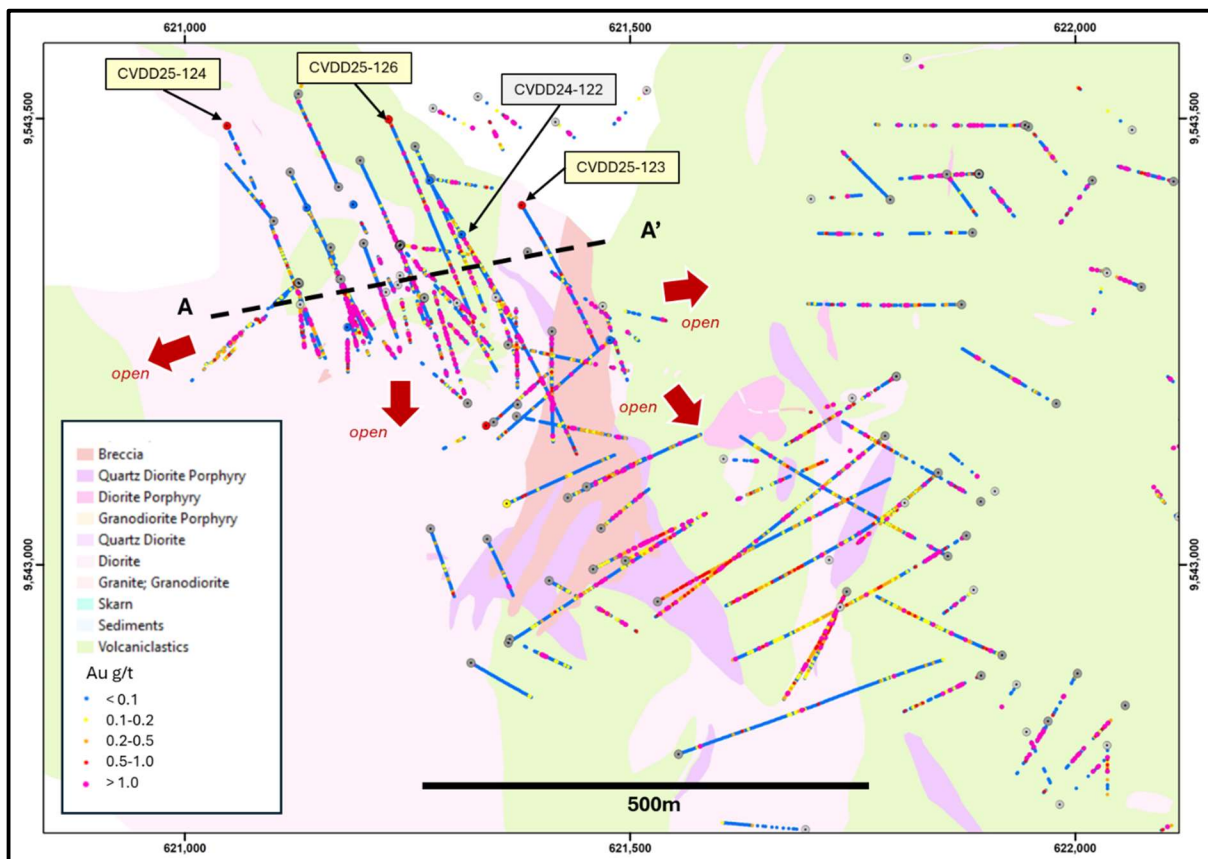 621,000
621,500
622,000
CVDD25-124
CVDD25-126
CVDD24-122
CVDD25-123
9,543,500
9,543,500
A
A'
open
open
open
open
Breccia
Quartz Diorite Porphyry
Diorite Porphyry
Granodiorite Porphyry
Quartz Diorite
Diorite
Granite; Granodiorite
Skarn
Sediments
Volcaniclastics
Au g/t
< 0.1
0.1-0.2
0.2-0.5
0.5-1.0
> 1.0
9,543,000
9,543,000
500m
621,000
621,500
622,000